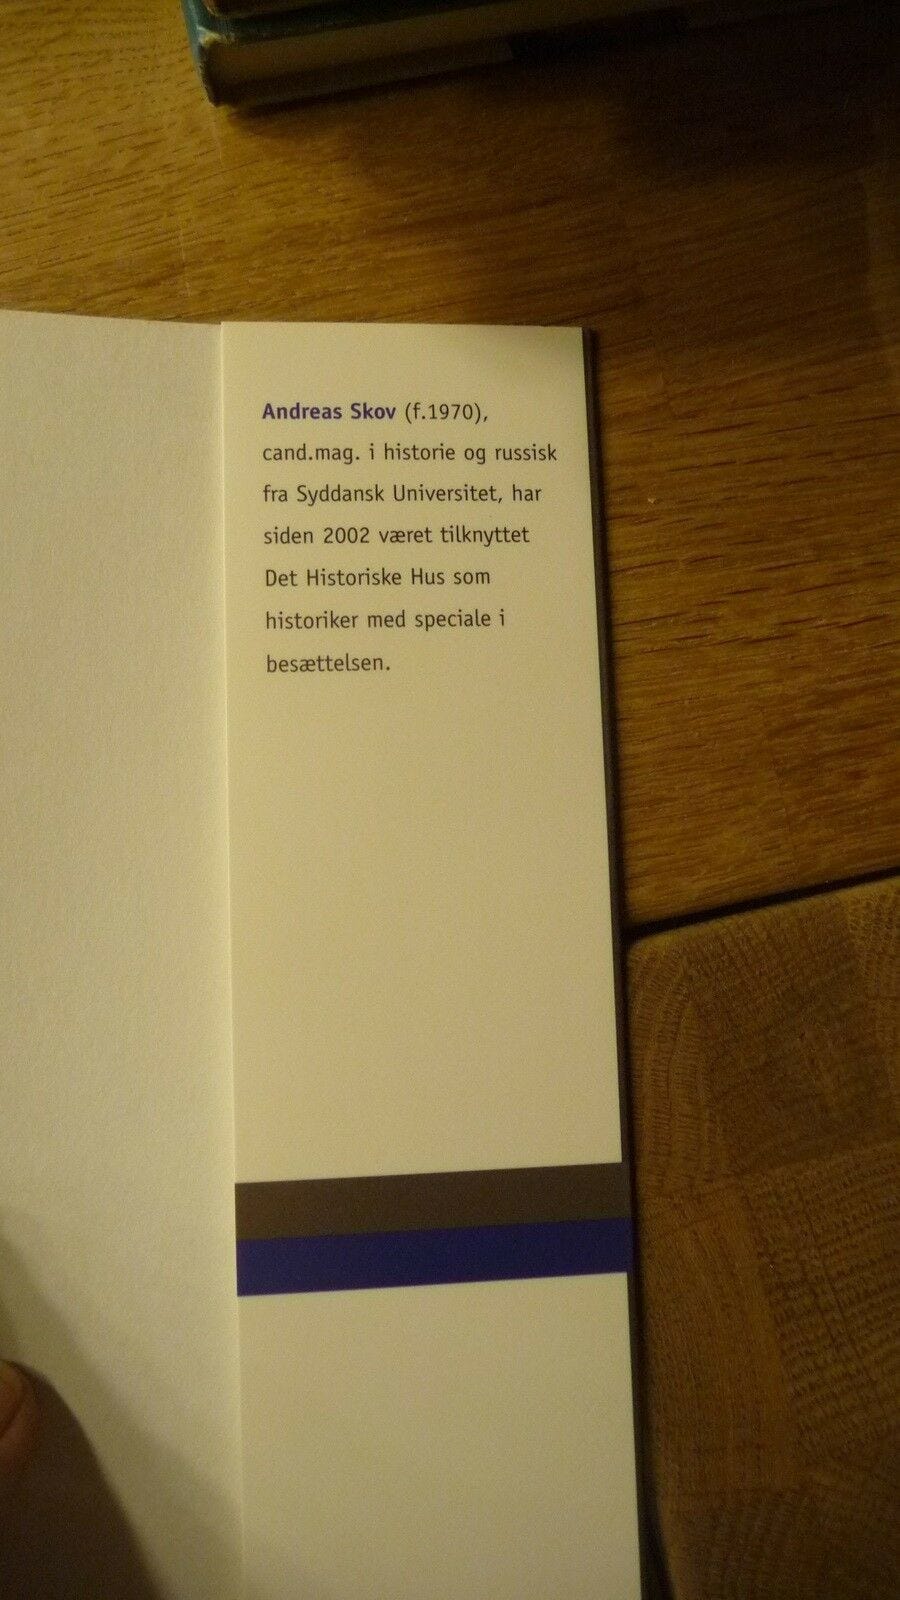 Andreas Skov (f.1970),
cand.mag. i historie og russisk
fra Syddansk Universitet, har
siden 2002 været tilknyttet
Det Historiske Hus som
historiker med speciale i
besættelsen.